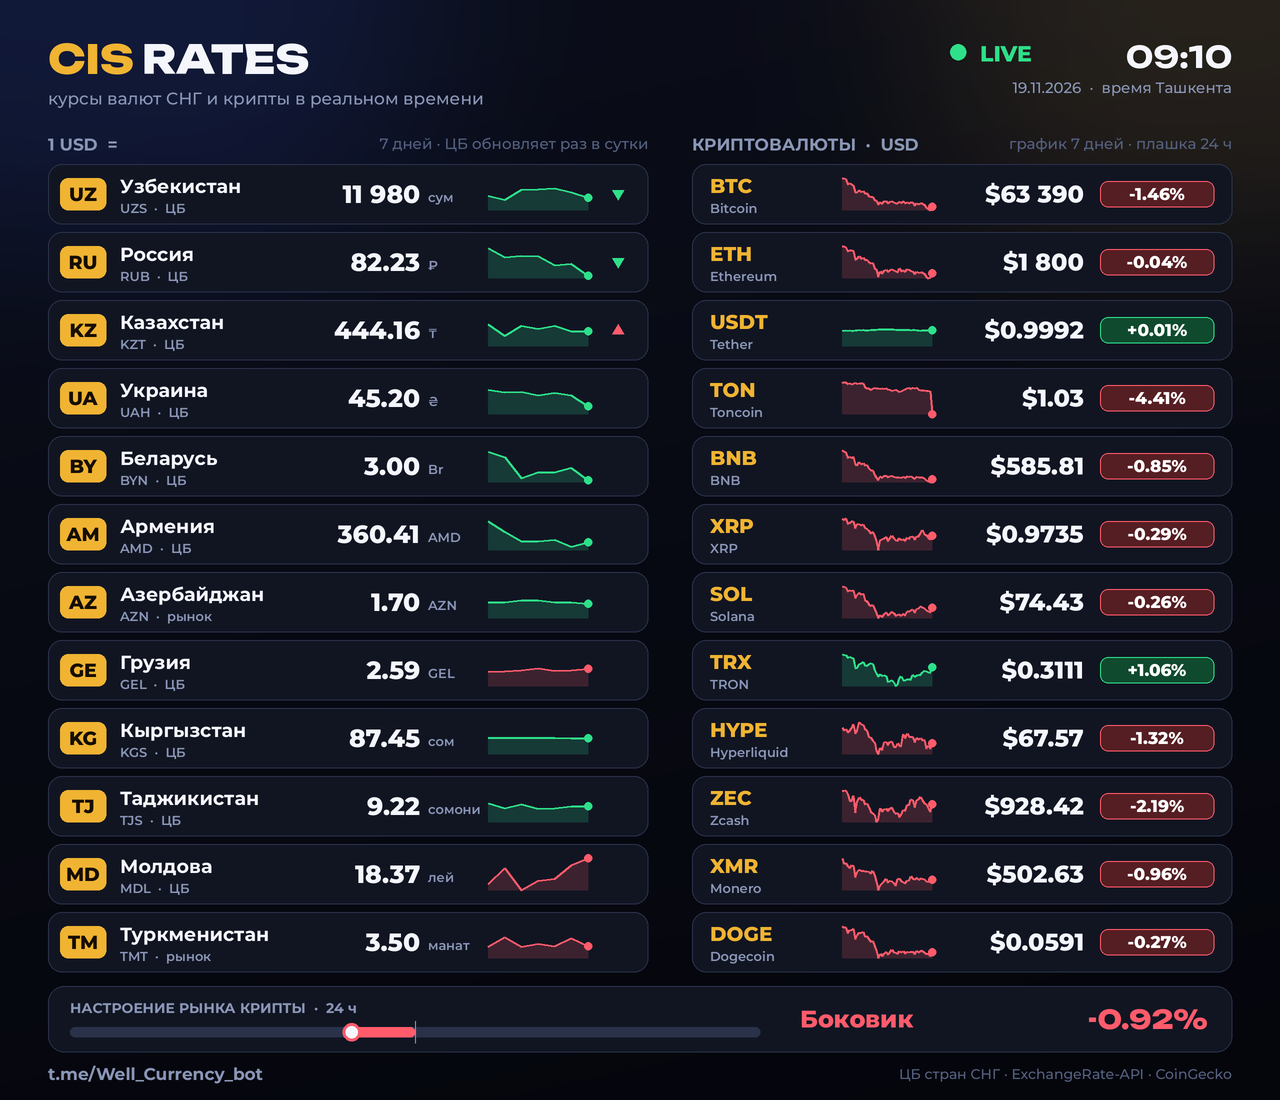 CIS RATES
курсы валют СНГ и крипты в реальном времени
LIVE
09:10
19.11.2026 · время Ташкента
1 USD =
7 дней · ЦБ обновляет раз в сутки
UZ Узбекистан 11 980 сум
UZS · ЦБ
RU Россия 82.23 ₽
RUB · ЦБ
KZ Казахстан 444.16 ₸
KZT · ЦБ
UA Украина 45.20 ₴
UAH · ЦБ
BY Беларусь 3.00 Br
BYN · ЦБ
AM Армения 360.41 AMD
AMD · ЦБ
AZ Азербайджан 1.70 AZN
AZN · рынок
GE Грузия 2.59 GEL
GEL · ЦБ
KG Кыргызстан 87.45 сом
KGS · ЦБ
TJ Таджикистан 9.22 сомони
TJS · ЦБ
MD Молдова 18.37 лей
MDL · ЦБ
TM Туркменистан 3.50 манат
TMT · рынок
КРИПТОВАЛЮТЫ · USD
график 7 дней · плашка 24 ч
BTC $63 390 -1.46%
Bitcoin
ETH $1 800 -0.04%
Ethereum
USDT $0.9992 +0.01%
Tether
TON $1.03 -4.41%
Toncoin
BNB $585.81 -0.85%
BNB
XRP $0.9735 -0.29%
XRP
SOL $74.43 -0.26%
Solana
TRX $0.3111 +1.06%
TRON
HYPE $67.57 -1.32%
Hyperliquid
ZEC $928.42 -2.19%
Zcash
XMR $502.63 -0.96%
Monero
DOGE $0.0591 -0.27%
Dogecoin
НАСТРОЕНИЕ РЫНКА КРИПТЫ · 24 ч
Боковик
-0.92%
t.me/Well_Currency_bot
ЦБ стран СНГ · ExchangeRate-API · CoinGecko